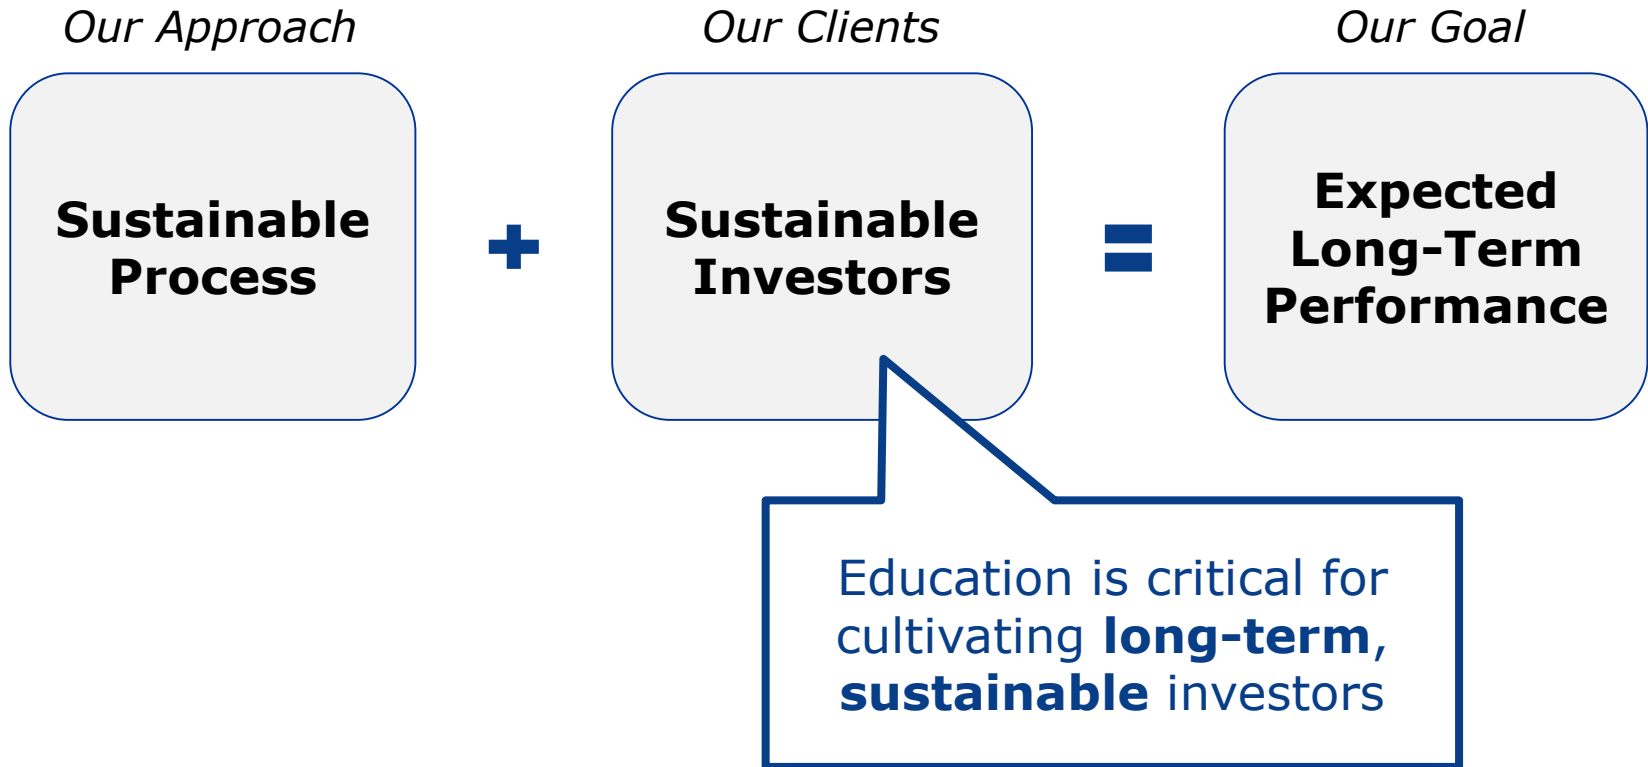 Our Approach
Our Clients
Our Goal
Sustainable
Process
Sustainable
Investors
Expected
Long-Term
Performance
Education is critical for
cultivating long-term,
sustainable investors